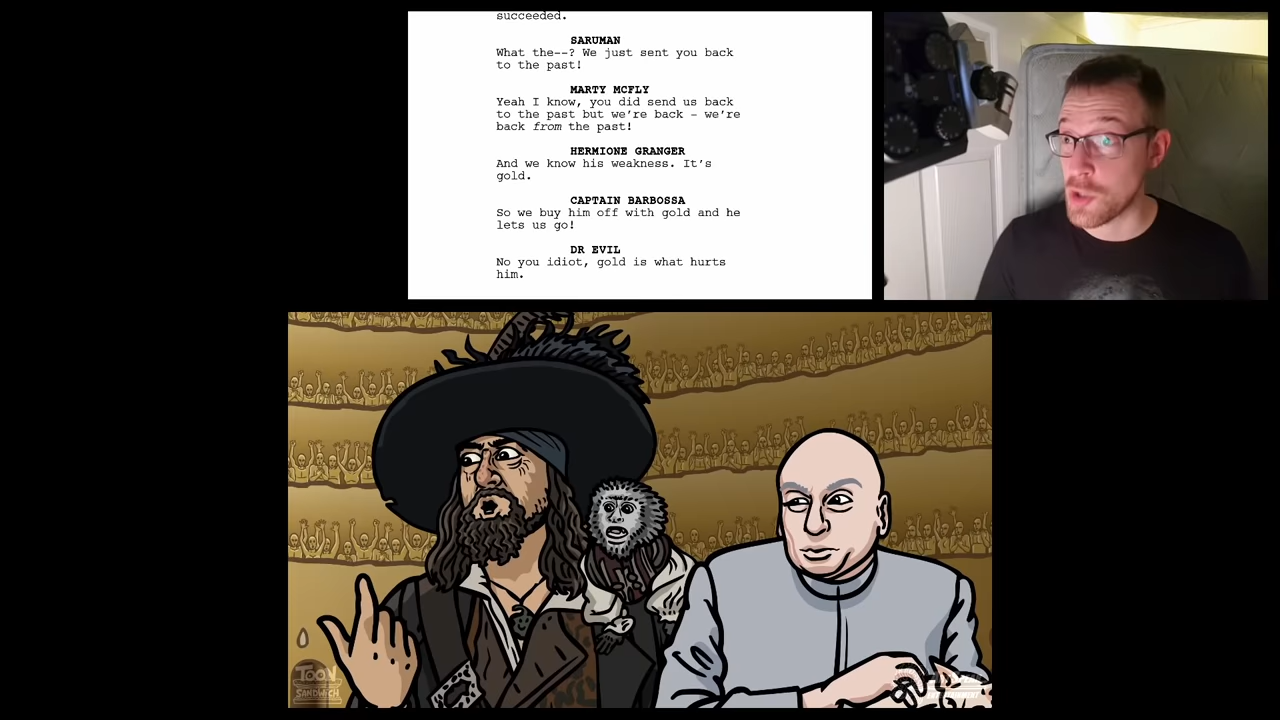 succeeded.
SARUMAN
What the--? We just sent you back
to the past!
MARTY MCFLY
Yeah I know, you did send us back
to the past but we're back - we're
back from the past!
HERMIONE GRANGER
And we know his weakness. It's
gold.
CAPTAIN BARBOSSA
So we buy him off with gold and he
lets us go!
DR EVIL
No you idiot, gold is what hurts
him.
TOON
SANDWICH